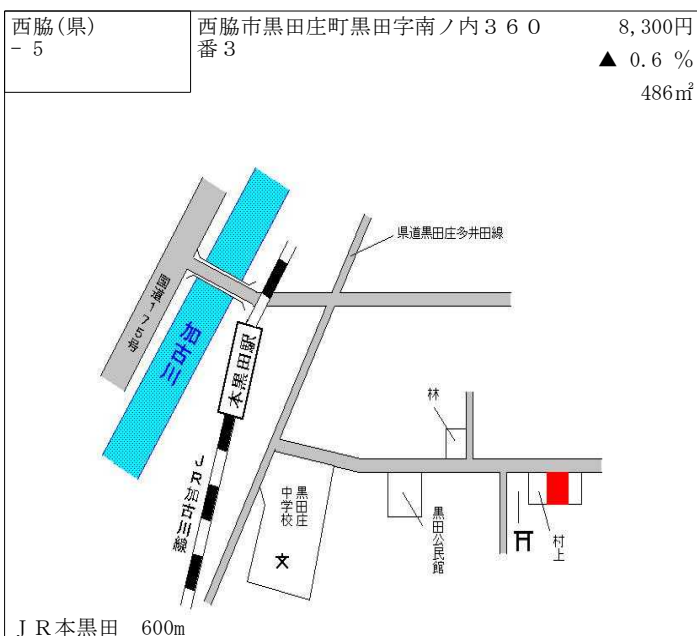 西脇(県)
- 5
西脇市黒田庄町黒田字南ノ内３６０
番３
8,300円
▲ 0.6 %
486㎡
県道黒田庄多井田線
国道175号
加古川
本黒田駅
林
JR加古川線
黒田庄
中学校
文
黒田公民館
村上
ＪＲ本黒田　600m